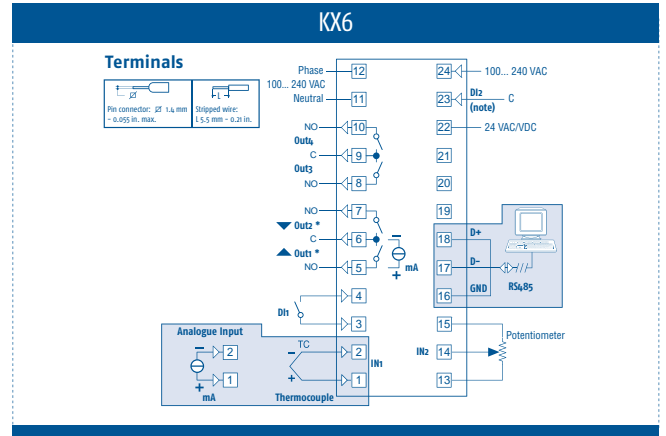 KX6
Terminals
Pin connector: Ø 1.4 mm
- 0.055 in. max.
L
Stripped wire:
L 5.5 mm - 0.21 in.
Phase
12
100... 240 VAC
Neutral
11
NO
10
Out4
C
9
Out3
NO
8
NO
7
Out2 *
C
6
Out1 *
NO
5
−
+
mA
4
DI1
3
Analogue Input
−
2
+
1
mA
TC
−
2
IN1
+
1
Thermocouple
24
100... 240 VAC
23
DI2
(note)
C
22
24 VAC/VDC
21
20
19
18
D+
17
D-
16
GND
RS485
15
Potentiometer
IN2
14
13